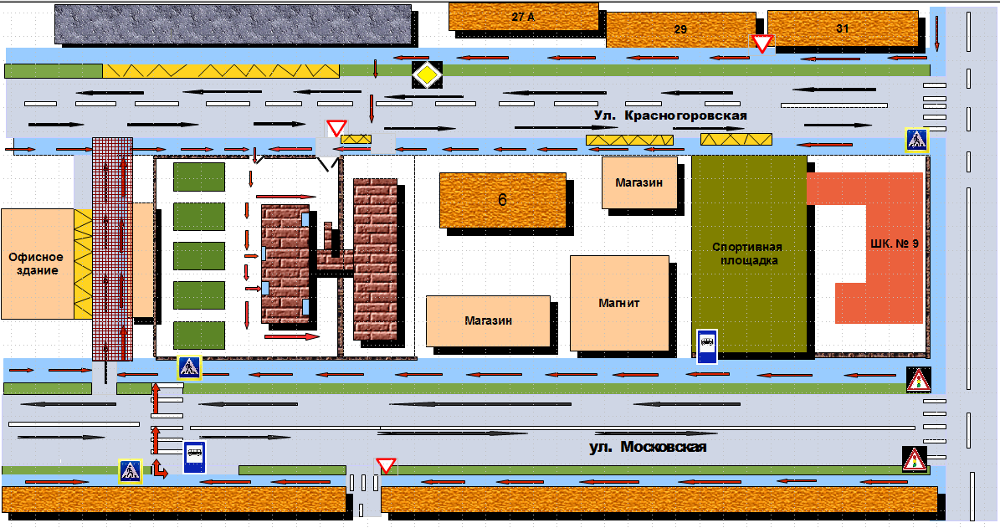 27 А
29
31
Ул. Красногоровская
Магазин
6
ШК. № 9
Спортивная
площадка
Офисное
здание
Магнит
Магазин
ул. Московская